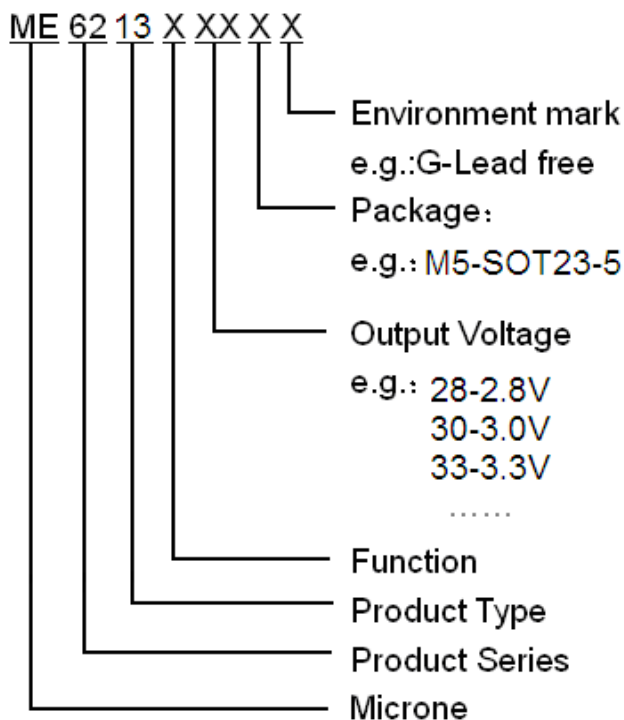 ME 62 13 X XX X X
Environment mark
e.g.:G-Lead free
Package：
e.g.：M5-SOT23-5
Output Voltage
e.g.：28-2.8V
30-3.0V
33-3.3V
……
Function
Product Type
Product Series
Microne